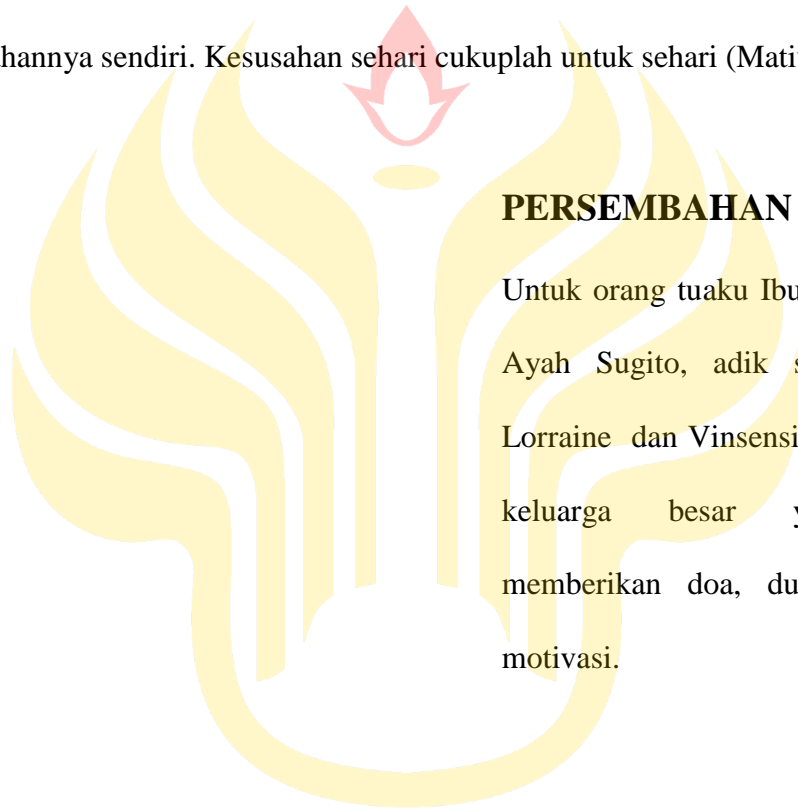 hannya sendiri. Kesusahan sehari cukuplah untuk sehari (Mati
PERSEMBAHAN
Untuk orang tuaku Ibu
Ayah Sugito, adik s
Lorraine dan Vinsensi
keluarga besar y
memberikan doa, du
motivasi.